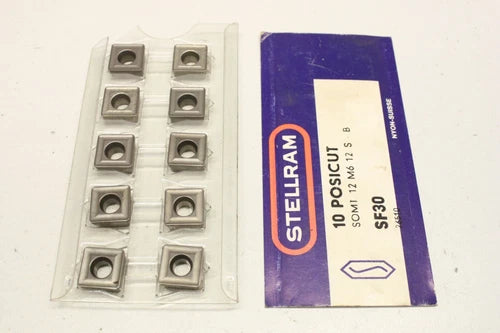 STELLRAM
10 POSICUT
SOMT 12 M6 12 S - B
SF30
NYON-SUISSE